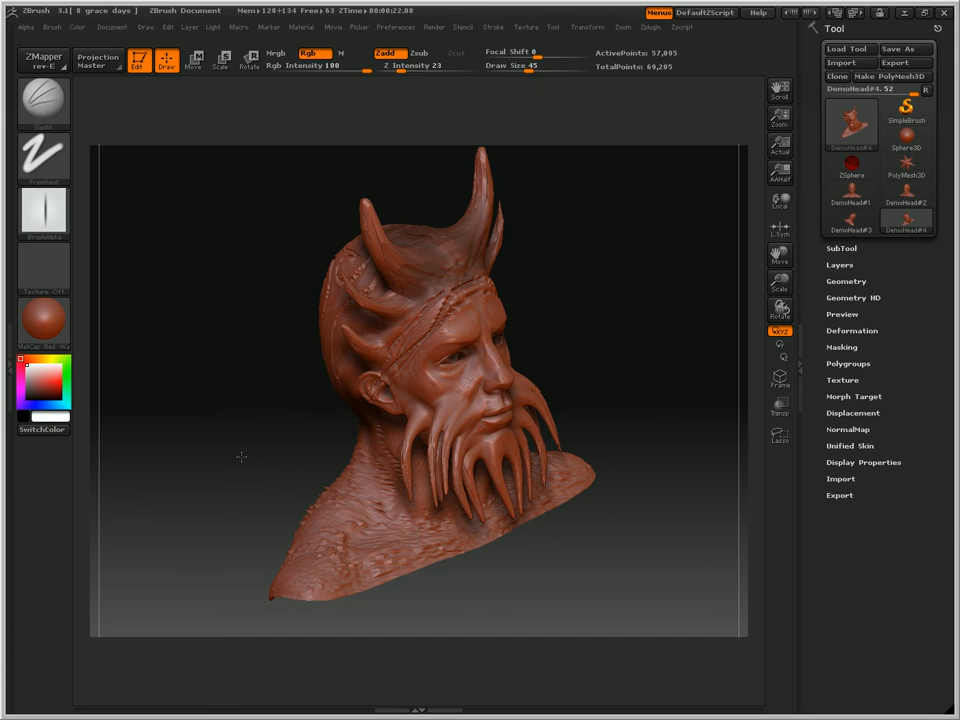 ZBrush 3.1[ 8 grace days ] ZBrush Document Mem▸128+134 Free▸63 ZTime▸00:00:22.08 Menus DefaultZScript Help
Alpha Brush Color Document Draw Edit Layer Light Macro Marker Material Movie Picker Preferences Render Stencil Stroke Texture Tool Transform Zoom Zplugin Zscript
ZMapper
rev-E
Projection
Master
Edit
Draw
Move
Scale
Rotate
Mrgb Rgb M
Rgb Intensity 100
Zadd Zsub Zcut
Z Intensity 23
Focal Shift 0
Draw Size 45
ActivePoints: 57,095
TotalPoints: 69,205
FreeHand
BrushAlpha
Texture Off
MatCap Red Wa
SwitchColor
Scroll
Zoom
Actual
AAHalf
Local
L.Sym
Move
Scale
Rotate
XYZ
Frame
Transp
Lasso
Tool
Load Tool Save As
Import Export
Clone Make PolyMesh3D
DemoHead#4. 52 R
DemoHead#4
SimpleBrush
Sphere3D
ZSphere
PolyMesh3D
DemoHead#1
DemoHead#2
DemoHead#3
DemoHead#4
SubTool
Layers
Geometry
Geometry HD
Preview
Deformation
Masking
Polygroups
Texture
Morph Target
Displacement
NormalMap
Unified Skin
Display Properties
Import
Export